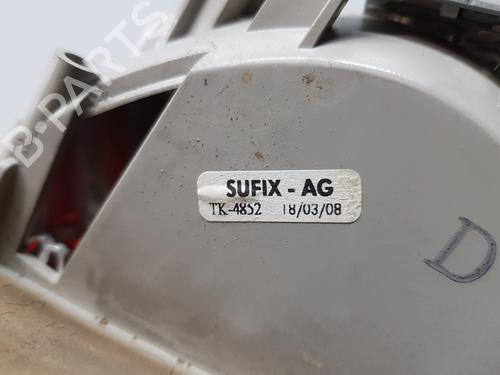 B-PARTS
SUFIX - AG
TK-4852 18/03/08
D